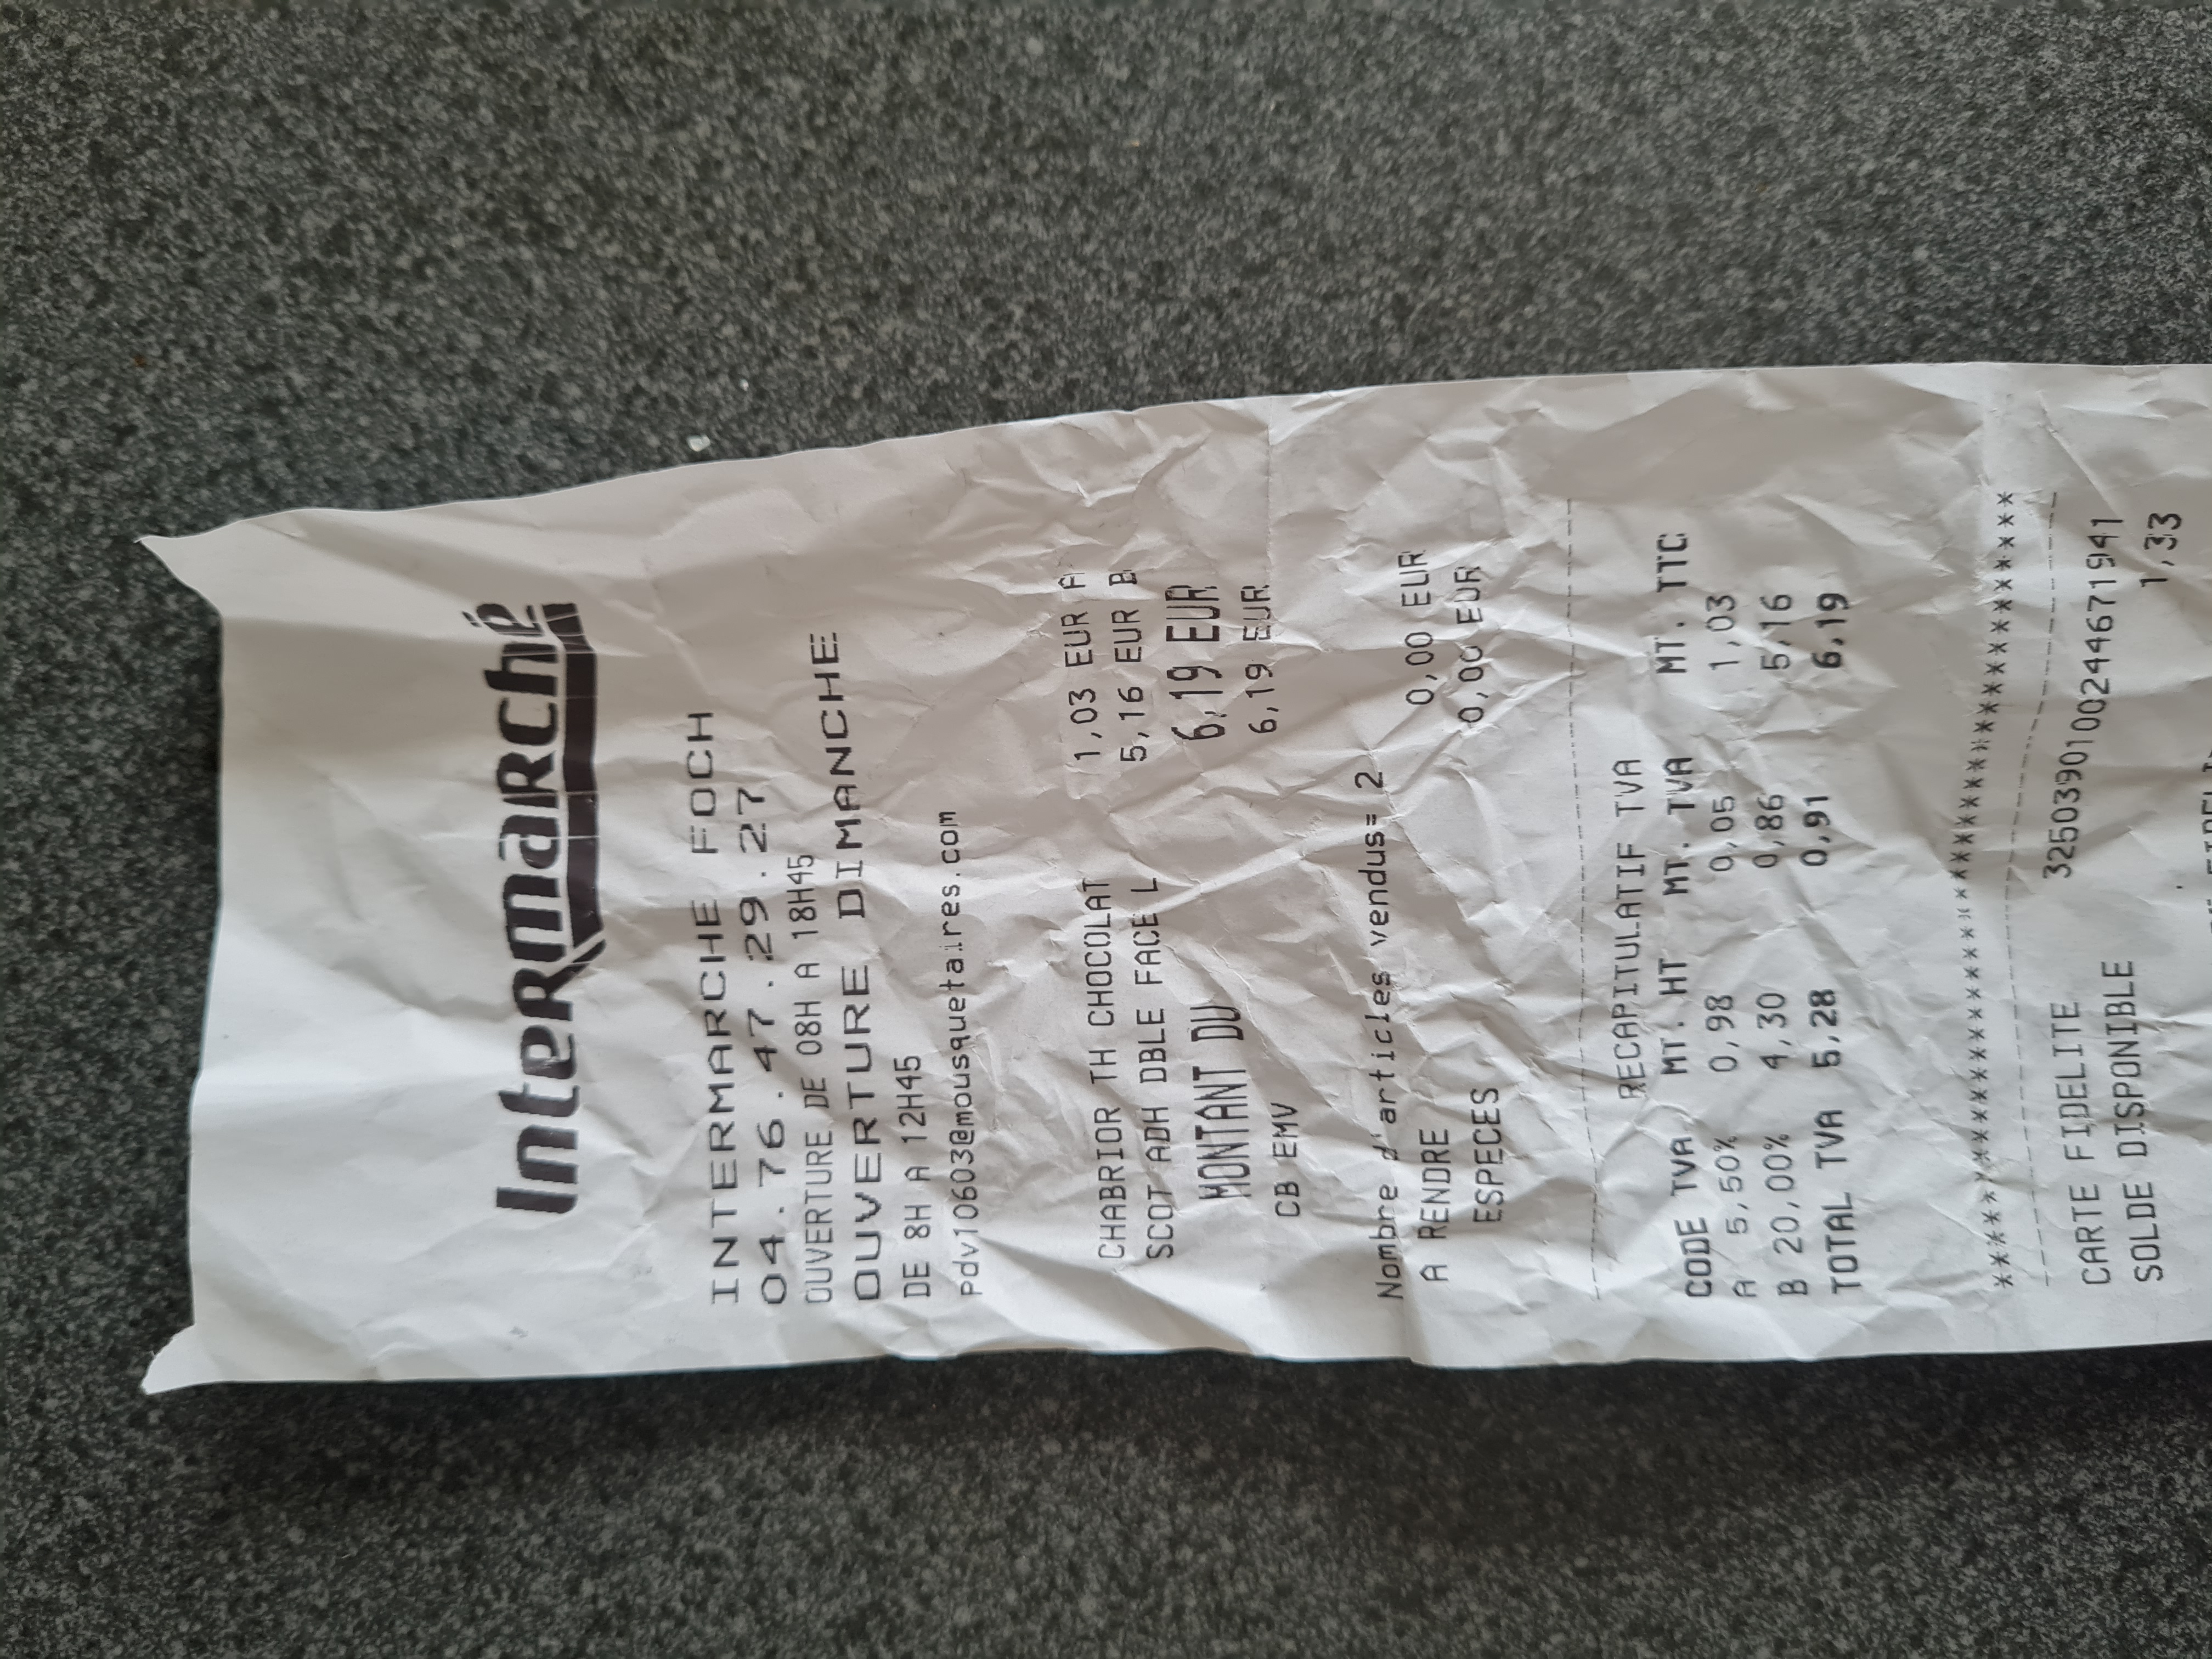 Intermarché
INTERMARCHE FOCH
04.76.47.29.27
OUVERTURE DE 08H A 18H45
OUVERTURE DIMANCHE
DE 8H A 12H45
pdv10603@mousquetaires.com
CHABRIOR TH CHOCOLAT 1,03 EUR A
SCOT ADH DBLE FACE L 5,16 EUR B
MONTANT DU 6,19 EUR
CB EMV 6,19 EUR
Nombre d'articles vendus= 2
A RENDRE 0,00 EUR
ESPECES 0,00 EUR
RECAPITULATIF TVA
CODE TVA MT. HT MT. TVA MT. TTC
A 5,50% 0,98 0,05 1,03
B 20,00% 4,30 0,86 5,16
TOTAL TVA 5,28 0,91 6,19
****************************************
CARTE FIDELITE 3250390100244671941
SOLDE DISPONIBLE 1,33